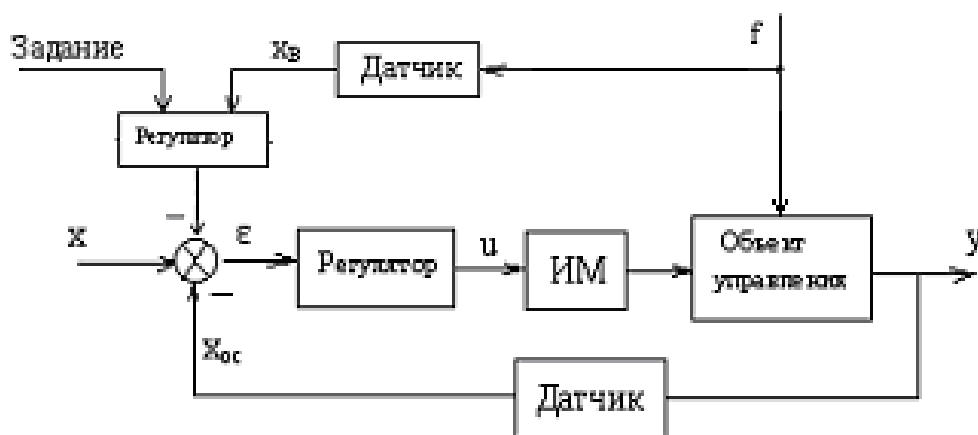 f
Задание
xв
Датчик
Регулятор
–
x
ε
Регулятор
u
ИМ
Объект
управления
y
–
Xос
Датчик